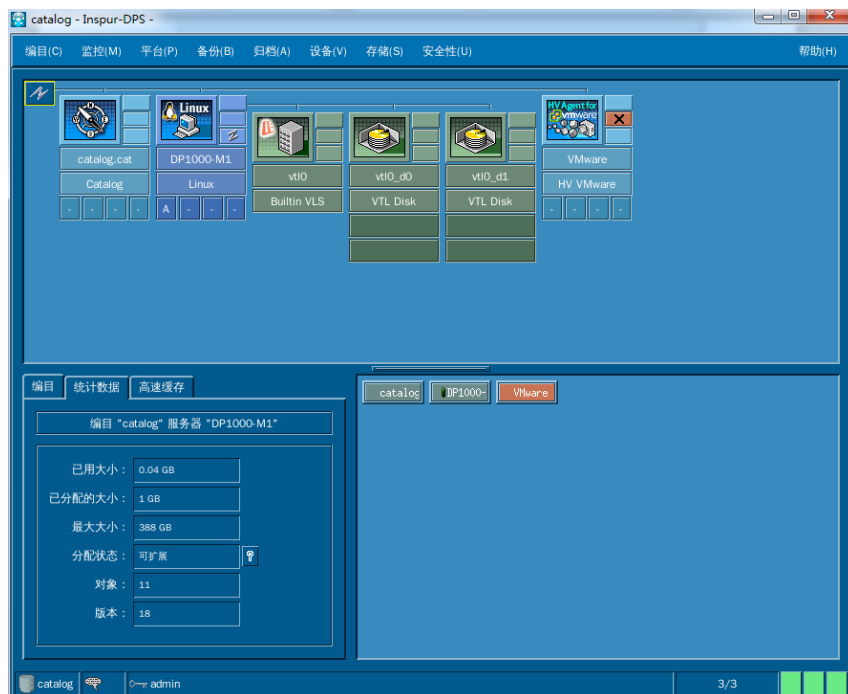 catalog - Inspur-DPS -
编目(C) 监控(M) 平台(P) 备份(B) 归档(A) 设备(V) 存储(S) 安全性(U) 帮助(H)
Linux
HV Agent for
vmware
catalog.cat
Catalog
- - - -
DP1000-M1
Linux
A - - -
vtl0
Builtin VLS
vtl0_d0
VTL Disk
vtl0_d1
VTL Disk
VMware
HV VMware
- - - -
编目 统计数据 高速缓存
编目 "catalog" 服务器 "DP1000-M1"
已用大小： 0.04 GB
已分配的大小： 1 GB
最大大小： 388 GB
分配状态： 可扩展
对象： 11
版本： 18
catalog DP1000- VMware
catalog admin 3/3